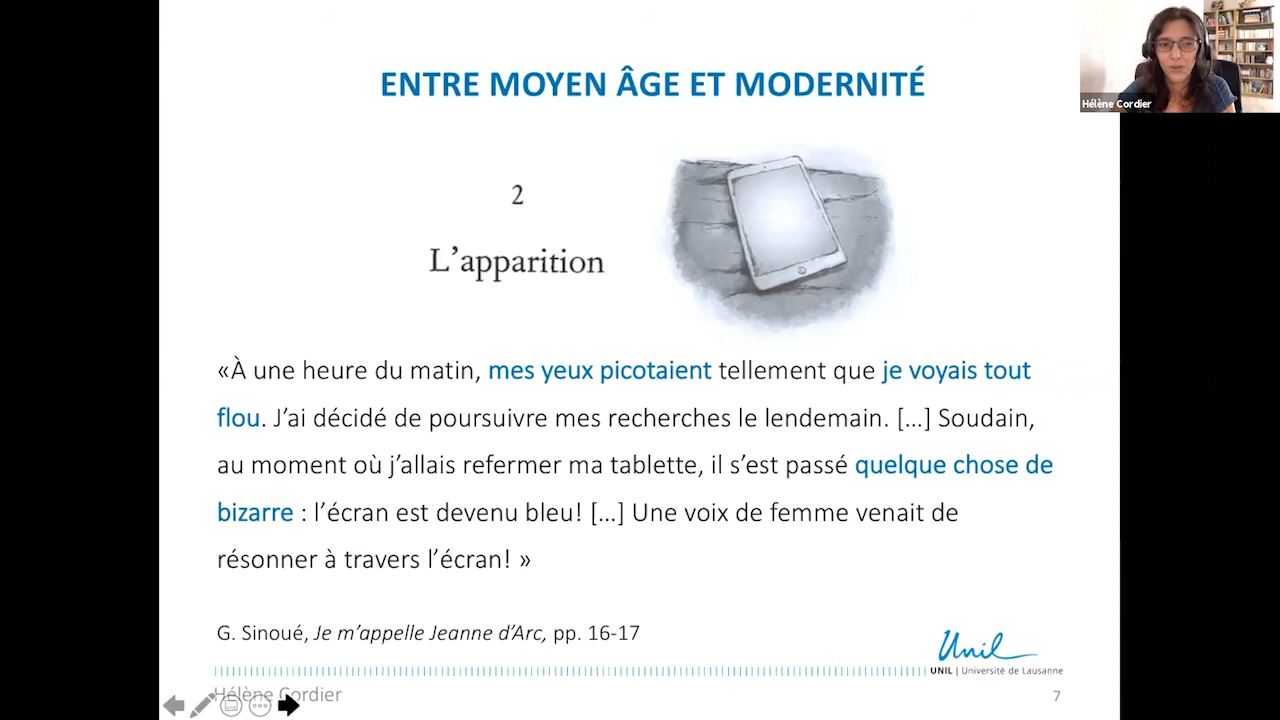 ENTRE MOYEN ÂGE ET MODERNITÉ
Hélène Cordier
2
L’apparition
«À une heure du matin, mes yeux picotaient tellement que je voyais tout
flou. J’ai décidé de poursuivre mes recherches le lendemain. […] Soudain,
au moment où j’allais refermer ma tablette, il s’est passé quelque chose de
bizarre : l’écran est devenu bleu! […] Une voix de femme venait de
résonner à travers l’écran! »
G. Sinoué, Je m’appelle Jeanne d’Arc, pp. 16-17
Unil
UNIL | Université de Lausanne
Hélène Cordier
7